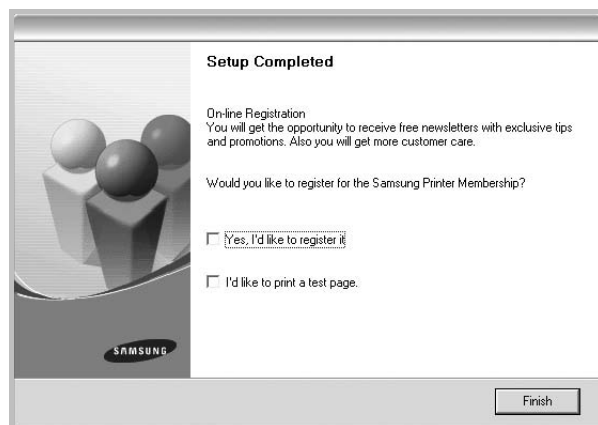 Setup Completed
On-line Registration
You will get the opportunity to receive free newsletters with exclusive tips
and promotions. Also you will get more customer care.
Would you like to register for the Samsung Printer Membership?
Yes, I'd like to register it
I'd like to print a test page.
SAMSUNG
Finish